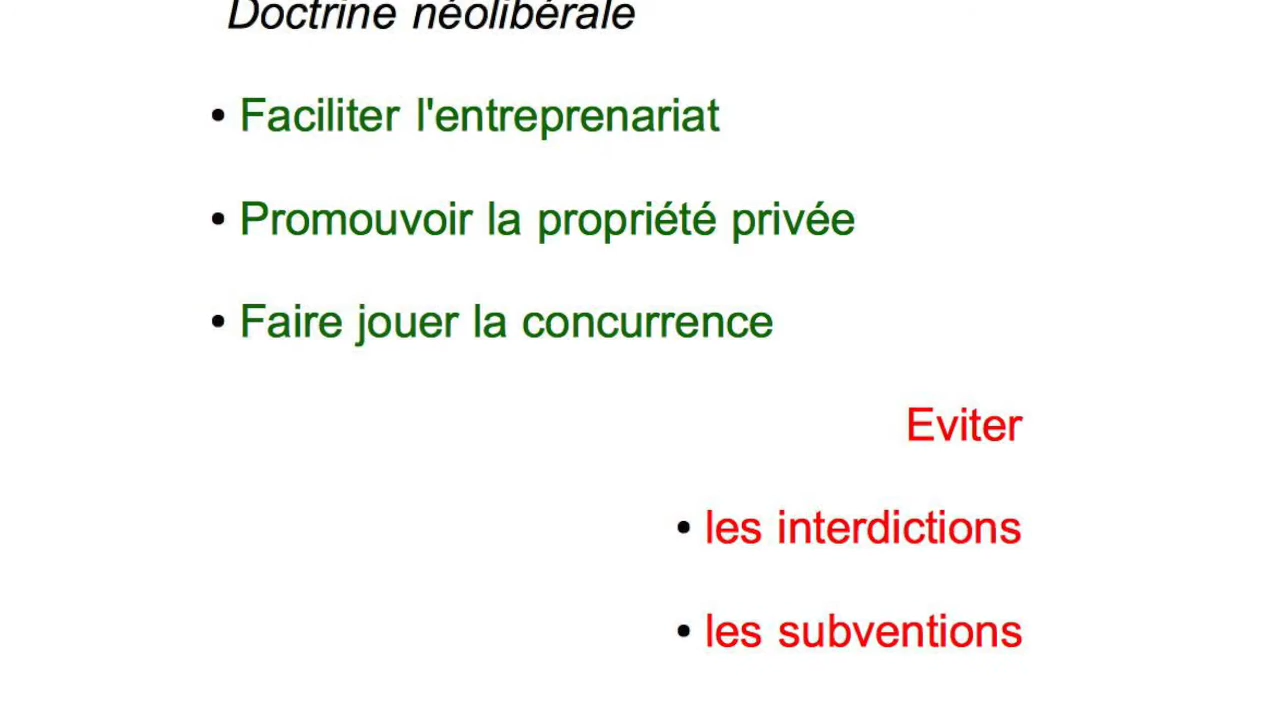 Doctrine néolibérale
• Faciliter l'entreprenariat
• Promouvoir la propriété privée
• Faire jouer la concurrence
Eviter
• les interdictions
• les subventions